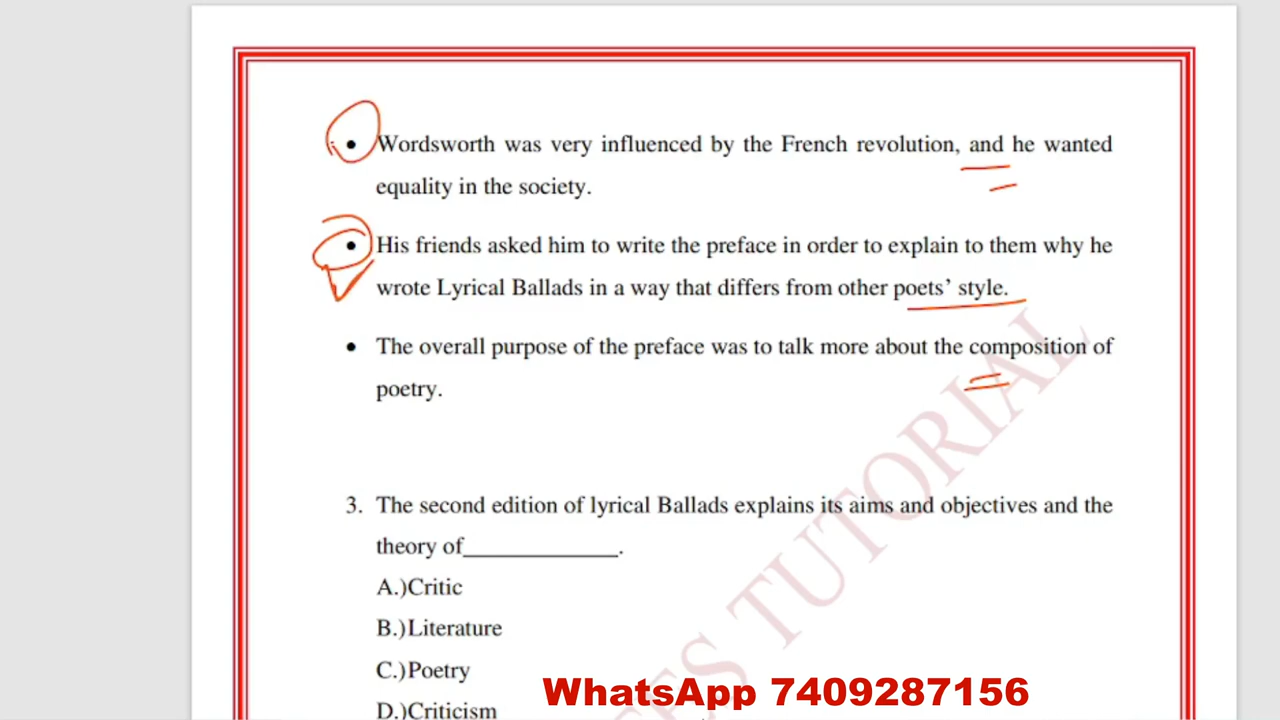 • Wordsworth was very influenced by the French revolution, and he wanted
equality in the society.
• His friends asked him to write the preface in order to explain to them why he
wrote Lyrical Ballads in a way that differs from other poets’ style.
• The overall purpose of the preface was to talk more about the composition of
poetry.
3. The second edition of lyrical Ballads explains its aims and objectives and the
theory of______________.
A.)Critic
B.)Literature
C.)Poetry
D.)Criticism
TUTORIAL
WhatsApp 7409287156